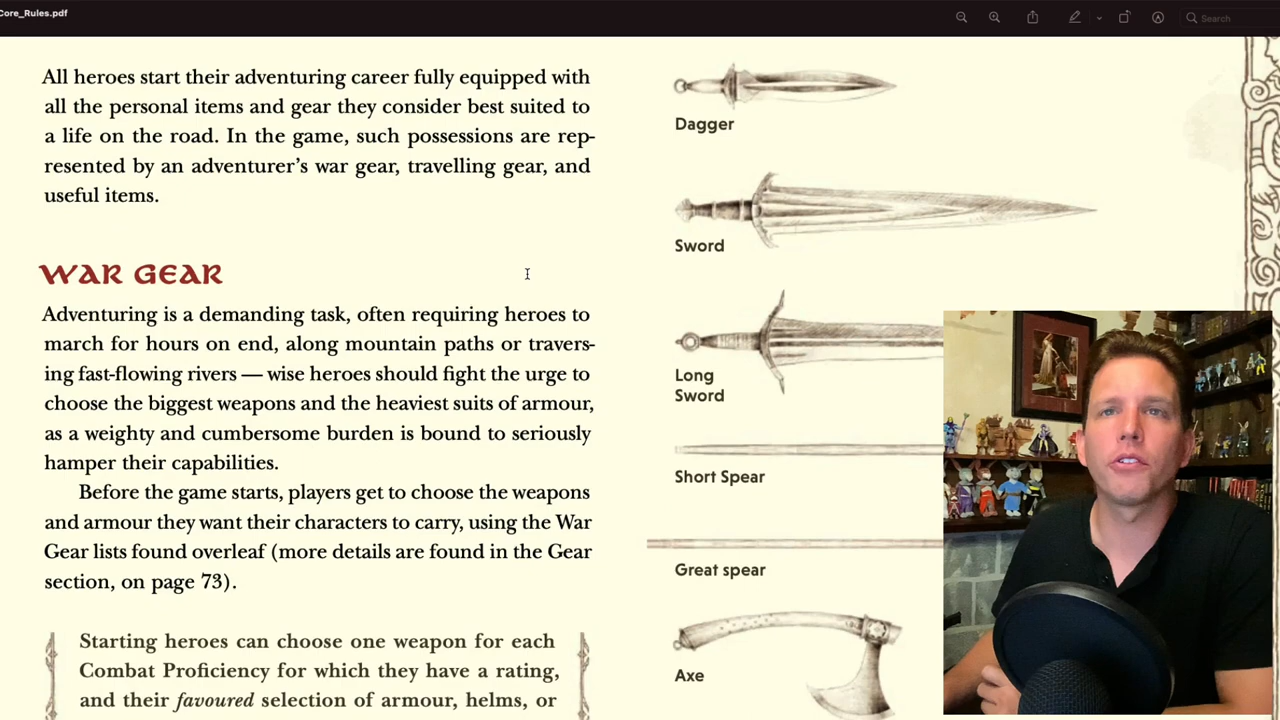 Core_Rules.pdf
Search
All heroes start their adventuring career fully equipped with
all the personal items and gear they consider best suited to
a life on the road. In the game, such possessions are rep-
resented by an adventurer's war gear, travelling gear, and
useful items.
WAR GEAR
Adventuring is a demanding task, often requiring heroes to
march for hours on end, along mountain paths or travers-
ing fast-flowing rivers — wise heroes should fight the urge to
choose the biggest weapons and the heaviest suits of armour,
as a weighty and cumbersome burden is bound to seriously
hamper their capabilities.
Before the game starts, players get to choose the weapons
and armour they want their characters to carry, using the War
Gear lists found overleaf (more details are found in the Gear
section, on page 73).
Starting heroes can choose one weapon for each
Combat Proficiency for which they have a rating,
and their favoured selection of armour, helms, or
Dagger
Sword
Long
Sword
Short Spear
Great spear
Axe